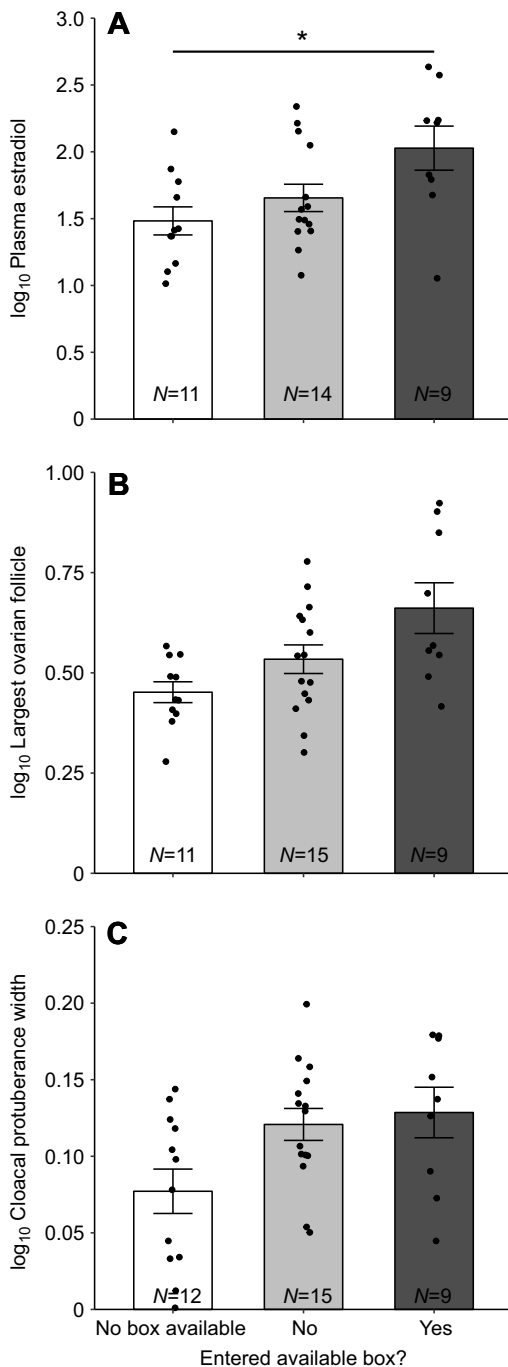 A
*
3.0
2.5
2.0
1.5
1.0
0.5
0
log10 Plasma estradiol
N=11
N=14
N=9
B
1.00
0.75
0.50
0.25
0
log10 Largest ovarian follicle
N=11
N=15
N=9
C
0.25
0.20
0.15
0.10
0.05
0
log10 Cloacal protuberance width
N=12
N=15
N=9
No box available No Yes
Entered available box?